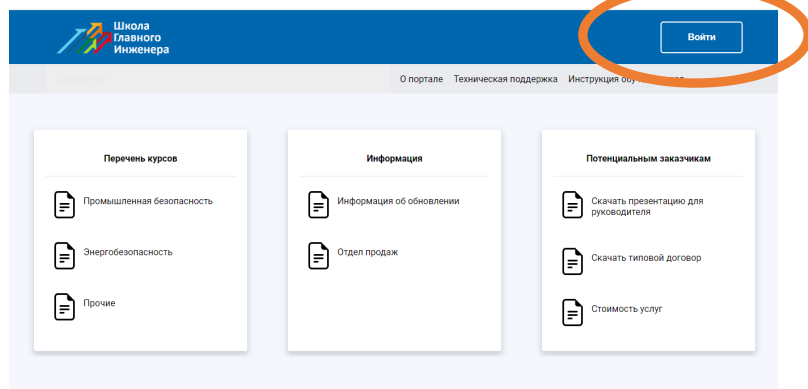 Школа
Главного
Инженера
Войти
О портале Техническая поддержка Инструкция
Перечень курсов
Промышленная безопасность
Энергобезопасность
Прочие
Информация
Информация об обновлении
Отдел продаж
Потенциальным заказчикам
Скачать презентацию для
руководителя
Скачать типовой договор
Стоимость услуг